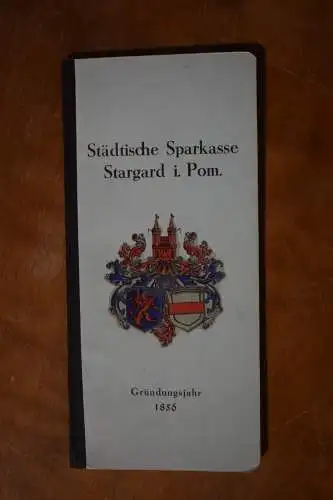 Städtische Sparkasse
Stargard i. Pom.
Gründungsjahr
1856